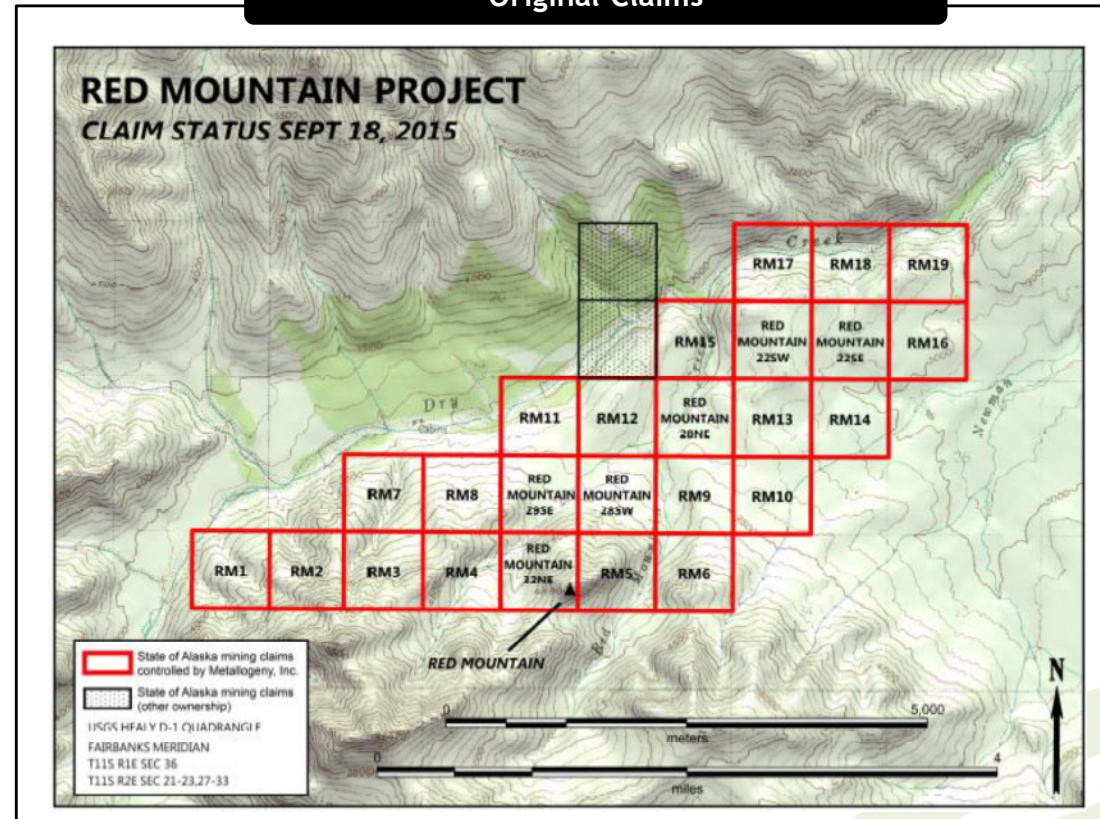 Original Claims
RED MOUNTAIN PROJECT
CLAIM STATUS SEPT 18, 2015
Creek
RM17
RM18
RM19
RM15
RED
MOUNTAIN
22SW
RED
MOUNTAIN
22SE
RM16
Dry
Cabins
RM11
RM12
RED
MOUNTAIN
28NE
RM13
RM14
Newman
RM7
RM8
RED
MOUNTAIN
29SE
RED
MOUNTAIN
28SW
RM9
RM10
RM1
RM2
RM3
RM4
RED
MOUNTAIN
32NE
RM5
RM6
Red
RED MOUNTAIN
State of Alaska mining claims
controlled by Metallogeny, Inc.
State of Alaska mining claims
(other ownership)
USGS HEALY D-1 QUADRANGLE
FAIRBANKS MERIDIAN
T11S R1E SEC 36
T11S R2E SEC 21-23,27-33
0
5,000
meters
0
4
miles
N